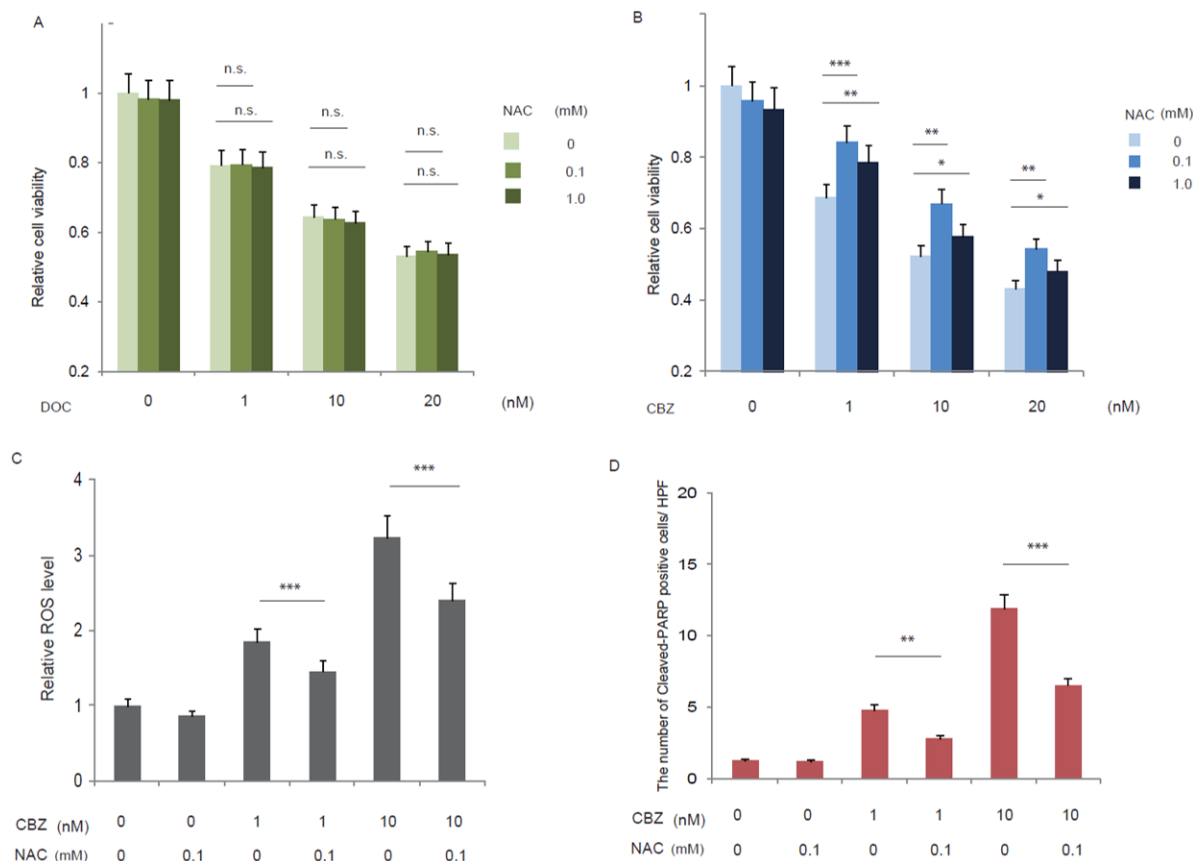 A
n.s.
n.s.
n.s.
n.s.
n.s.
n.s.
NAC (mM)
0
0.1
1.0
Relative cell viability
1
0.8
0.6
0.4
0.2
DOC 0 1 10 20 (nM)
B
***
**
**
*
**
*
NAC (mM)
0
0.1
1.0
Relative cell viability
1
0.8
0.6
0.4
0.2
CBZ 0 1 10 20 (nM)
C
***
***
Relative ROS level
4
3
2
1
0
CBZ (nM) 0 0 1 1 10 10
NAC (mM) 0 0.1 0 0.1 0 0.1
D
***
**
The number of Cleaved-PARP positive cells/ HPF
20
15
10
5
0
CBZ (nM) 0 0 1 1 10 10
NAC (mM) 0 0.1 0 0.1 0 0.1